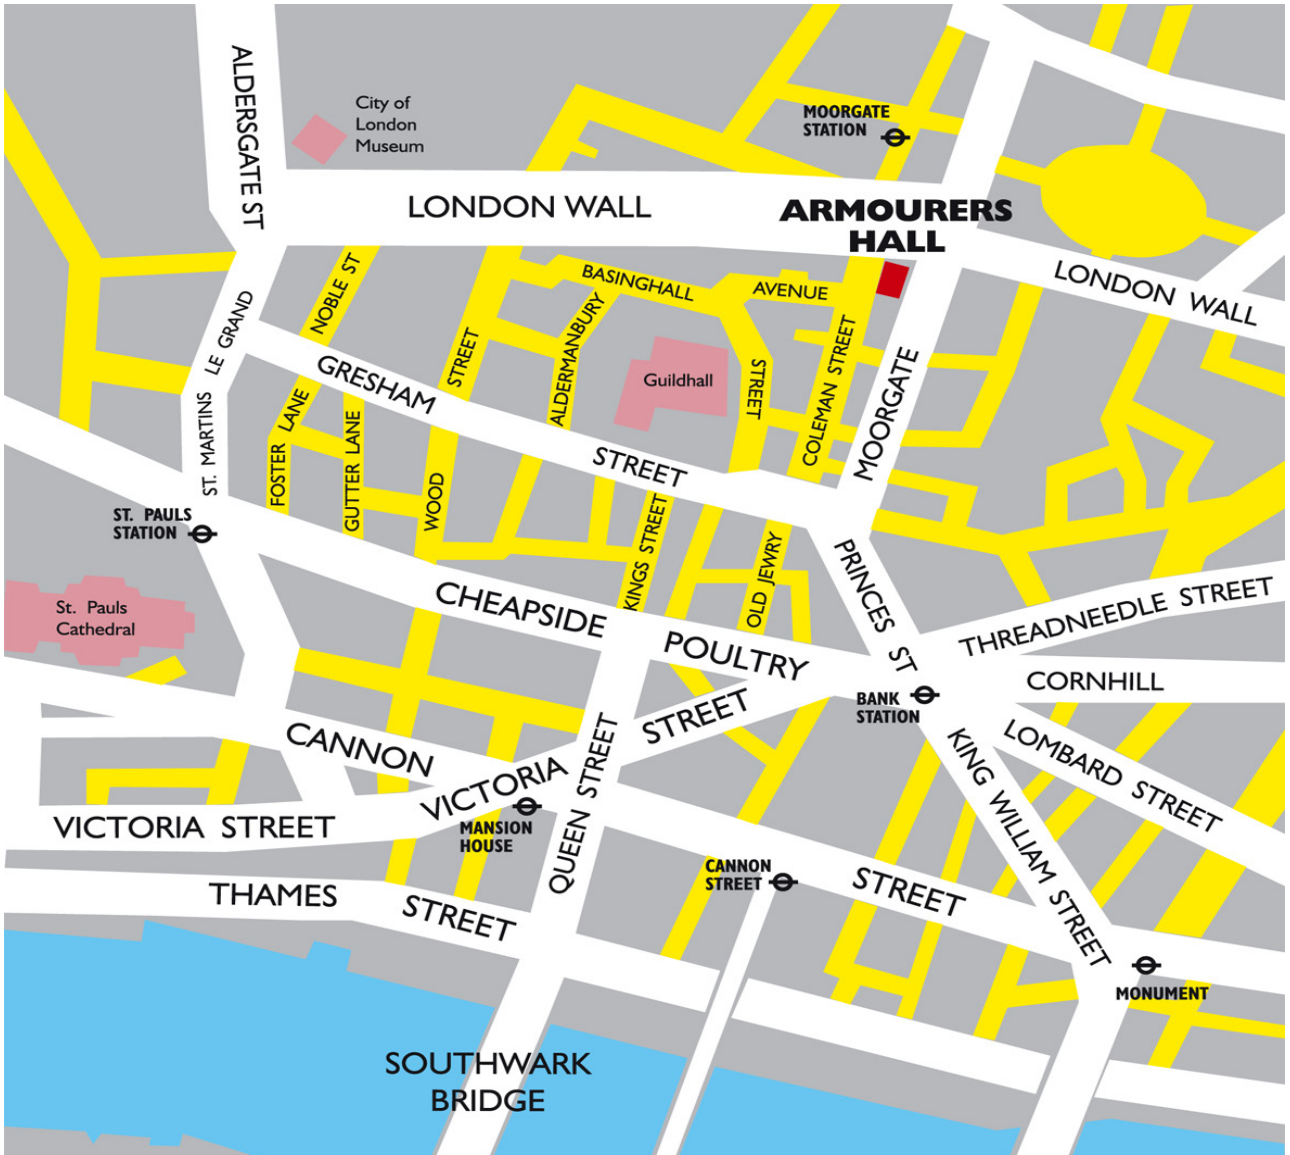 ALDERSGATE ST
City of
London
Museum
MOORGATE
STATION
LONDON WALL
ARMOURERS
HALL
LONDON WALL
NOBLE ST
BASINGHALL
AVENUE
STREET
ST. MARTINS LE GRAND
GRESHAM
STREET
STREET
ALDERMANBURY
Guildhall
COLEMAN STREET
MOORGATE
FOSTER LANE
GUTTER LANE
WOOD
STREET
ST. PAULS
STATION
KINGS STREET
OLD JEWRY
PRINCES ST
St. Pauls
Cathedral
CHEAPSIDE
POULTRY
THREADNEEDLE STREET
CORNHILL
BANK
STATION
CANNON
STREET
VICTORIA
STREET
QUEEN STREET
KING WILLIAM STREET
LOMBARD STREET
VICTORIA STREET
MANSION
HOUSE
CANNON
STREET
THAMES
STREET
MONUMENT
SOUTHWARK
BRIDGE